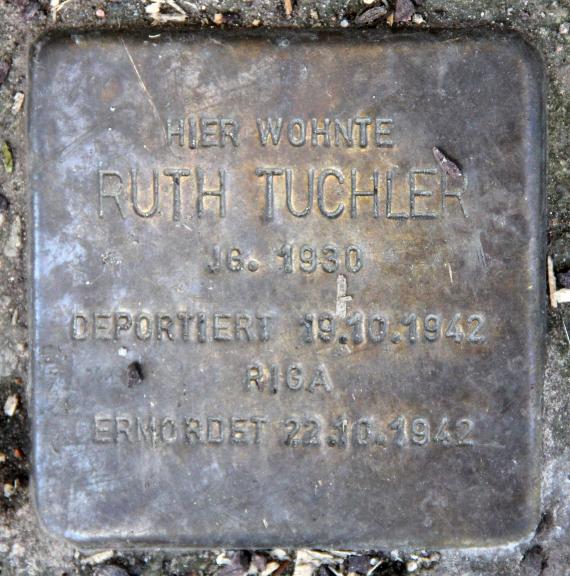 HIER WOHNTE
RUTH TUCHLER
JG. 1930
DEPORTIERT 19.10.1942
RIGA
ERMORDET 22.10.1942